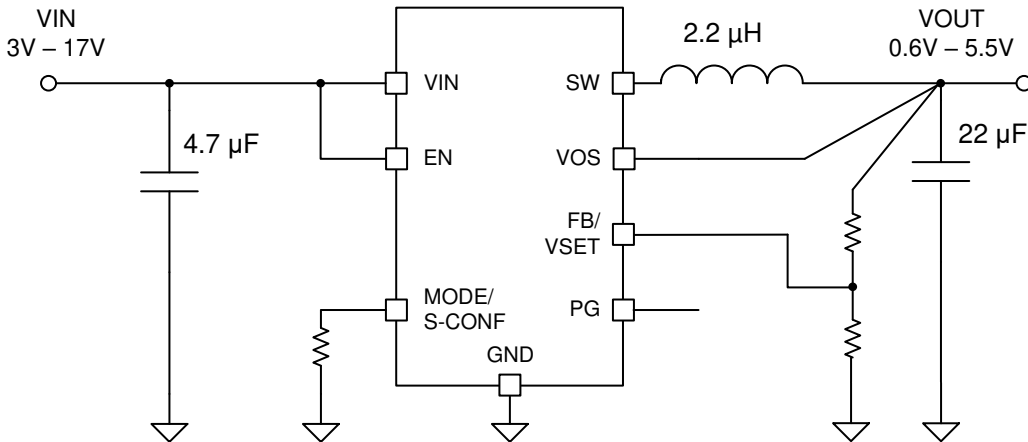 VIN
3V – 17V
4.7 µF
VIN
EN
MODE/
S-CONF
GND
SW
VOS
FB/
VSET
PG
2.2 µH
VOUT
0.6V – 5.5V
22 µF